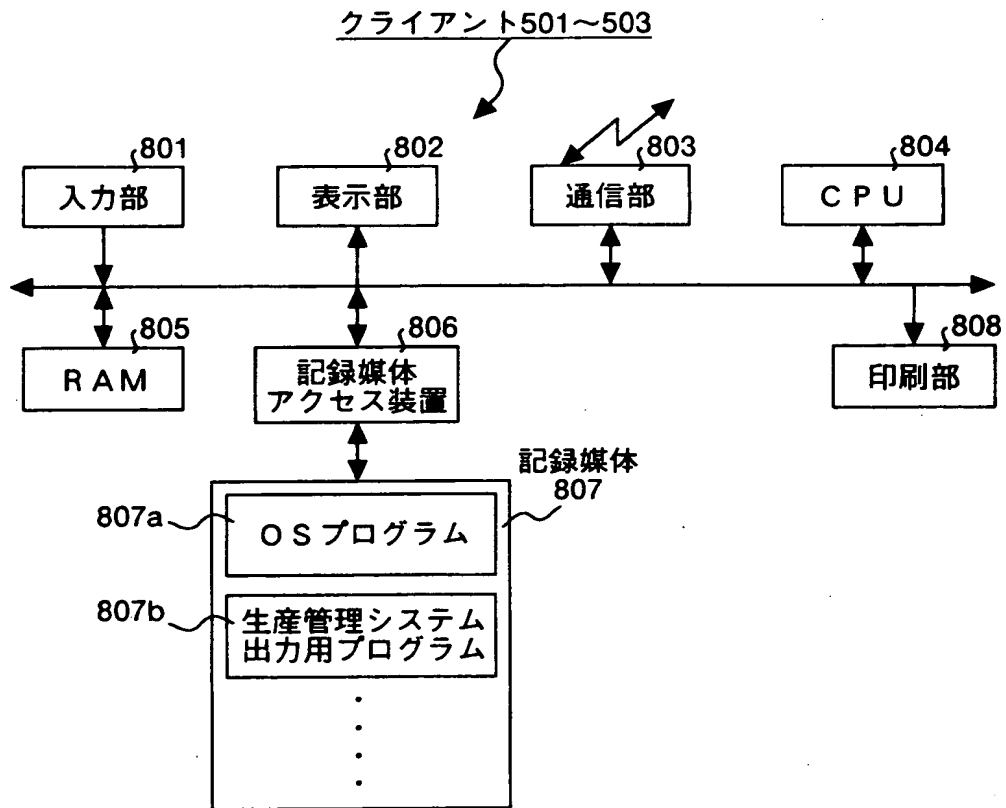 クライアント501～503
801
802
803
804
入力部
表示部
通信部
CPU
805
806
808
RAM
記録媒体
アクセス装置
印刷部
記録媒体
807
807a
OSプログラム
807b
生産管理システム
出力用プログラム